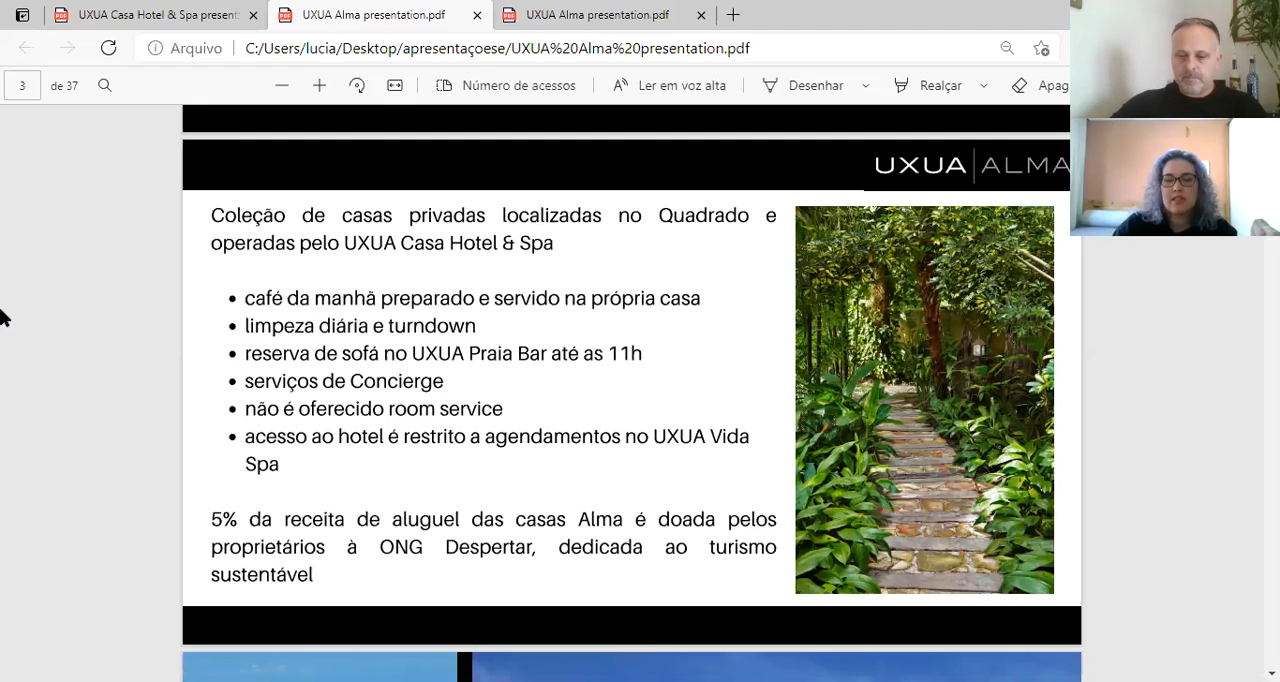 UXUA Casa Hotel & Spa present
UXUA Alma presentation.pdf
UXUA Alma presentation.pdf
Arquivo
C:/Users/lucia/Desktop/apresentaçoese/UXUA%20Alma%20presentation.pdf
3
de 37
Número de acessos
Ler em voz alta
Desenhar
Realçar
Apag
UXUA | ALMA
Coleção de casas privadas localizadas no Quadrado e
operadas pelo UXUA Casa Hotel & Spa
• café da manhã preparado e servido na própria casa
• limpeza diária e turndown
• reserva de sofá no UXUA Praia Bar até as 11h
• serviços de Concierge
• não é oferecido room service
• acesso ao hotel é restrito a agendamentos no UXUA Vida
Spa
5% da receita de aluguel das casas Alma é doada pelos
proprietários à ONG Despertar, dedicada ao turismo
sustentável